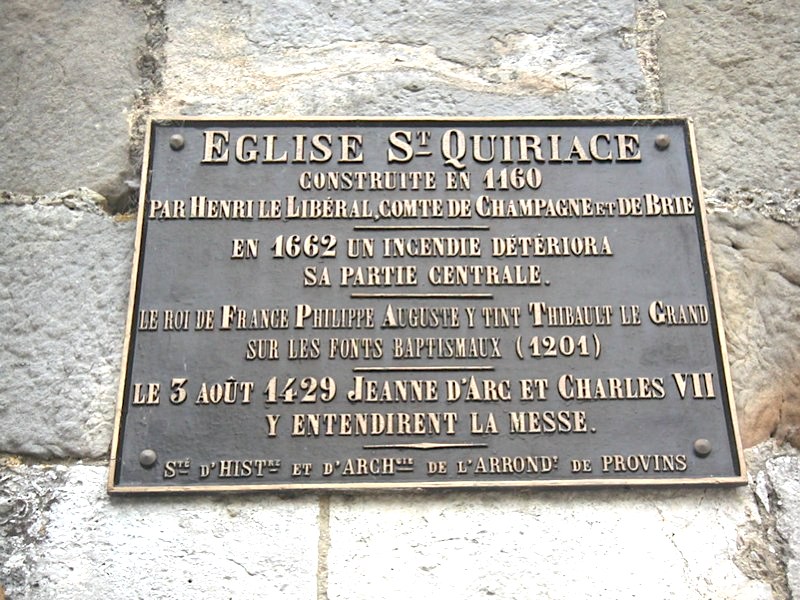 EGLISE ST QUIRIACE
CONSTRUITE EN 1160
PAR HENRI LE LIBÉRAL, COMTE DE CHAMPAGNE ET DE BRIE
EN 1662 UN INCENDIE DÉTÉRIORA
SA PARTIE CENTRALE.
LE ROI DE FRANCE PHILIPPE AUGUSTE Y TINT THIBAULT LE GRAND
SUR LES FONTS BAPTISMAUX (1201)
LE 3 AOÛT 1429 JEANNE D'ARC ET CHARLES VII
Y ENTENDIRENT LA MESSE.
STÉ D'HISTRE ET D'ARCHGIE DE L'ARRONDT DE PROVINS